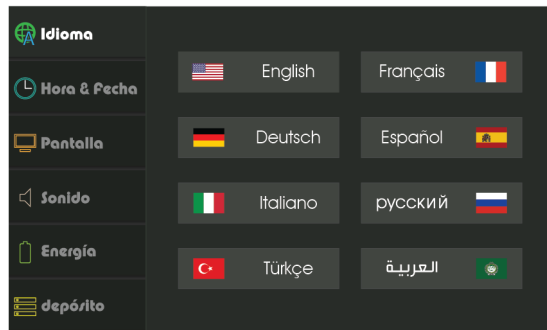 Idioma
Hora & Fecha
Pantalla
Sonido
Energía
depósito
English Français
Deutsch Español
Italiano русский
Türkçe العربية